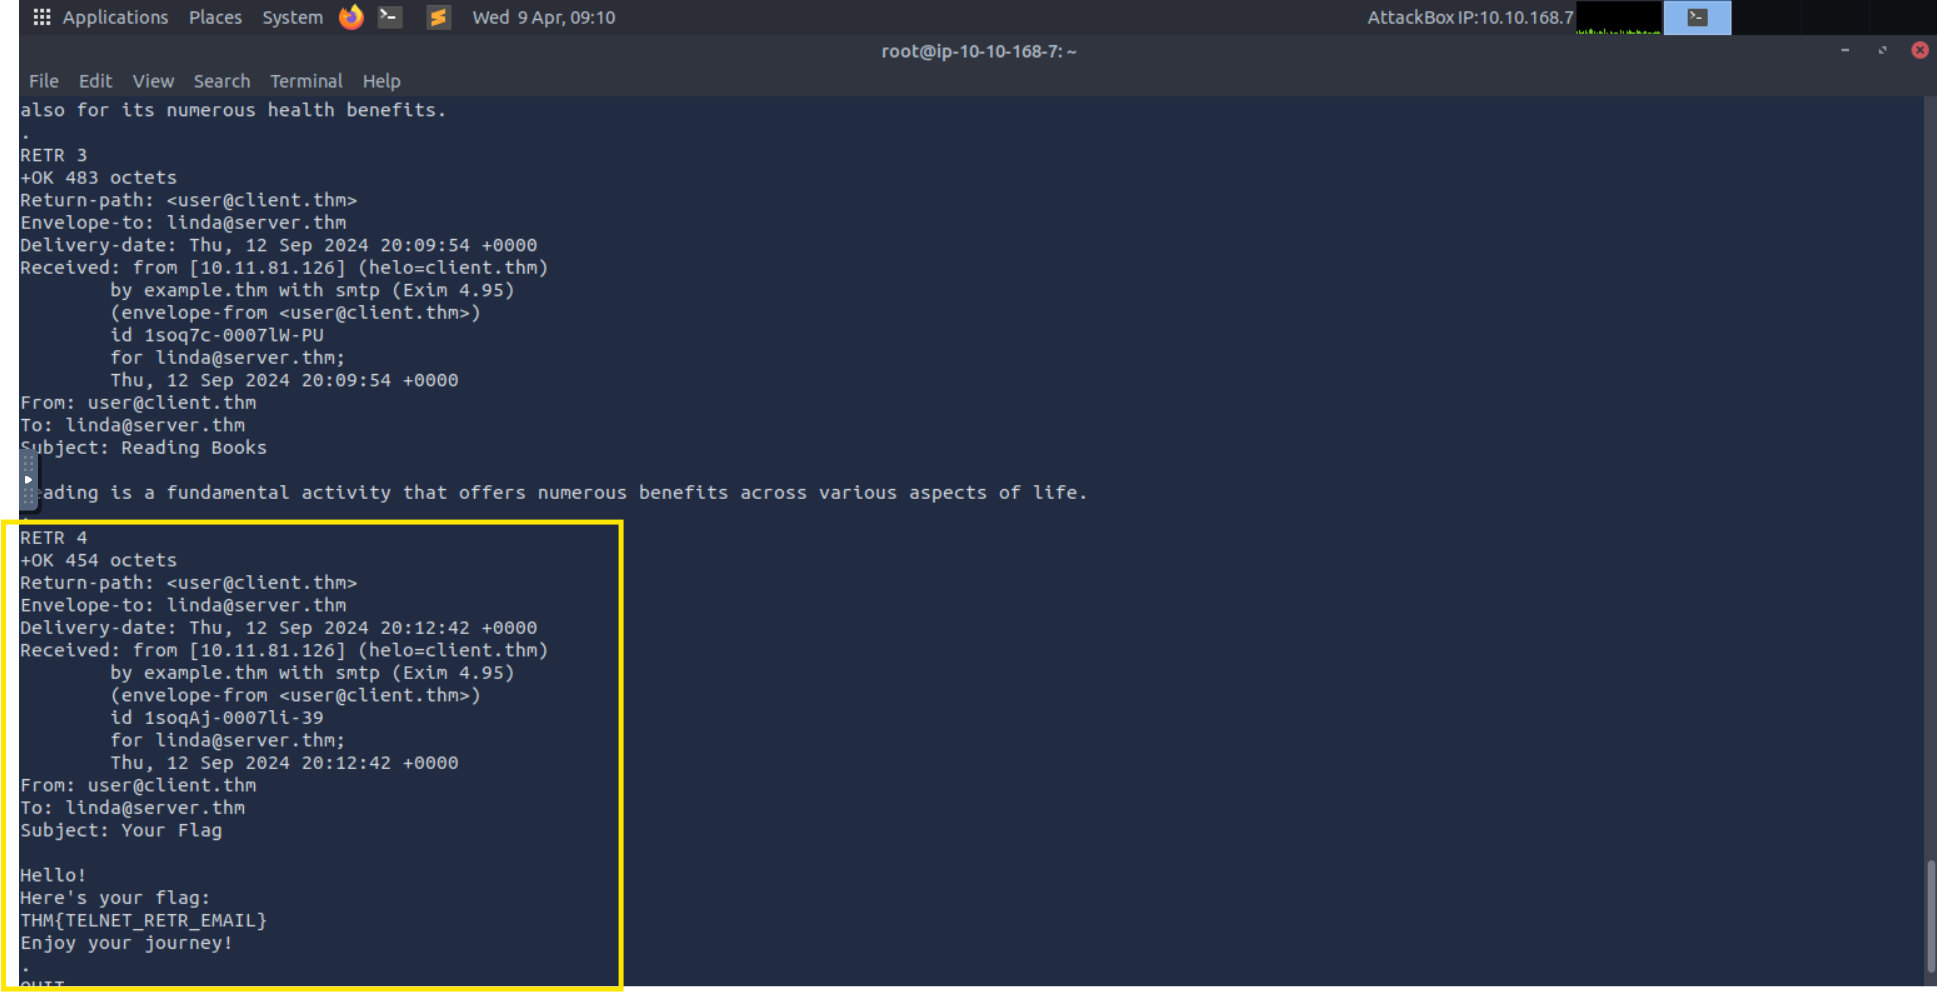 Applications Places System Wed 9 Apr, 09:10 AttackBox IP:10.10.168.7
root@ip-10-10-168-7: ~
File Edit View Search Terminal Help
also for its numerous health benefits.
.
RETR 3
+OK 483 octets
Return-path: <user@client.thm>
Envelope-to: linda@server.thm
Delivery-date: Thu, 12 Sep 2024 20:09:54 +0000
Received: from [10.11.81.126] (helo=client.thm)
by example.thm with smtp (Exim 4.95)
(envelope-from <user@client.thm>)
id 1soq7c-0007lW-PU
for linda@server.thm;
Thu, 12 Sep 2024 20:09:54 +0000
From: user@client.thm
To: linda@server.thm
Subject: Reading Books
eading is a fundamental activity that offers numerous benefits across various aspects of life.
.
RETR 4
+OK 454 octets
Return-path: <user@client.thm>
Envelope-to: linda@server.thm
Delivery-date: Thu, 12 Sep 2024 20:12:42 +0000
Received: from [10.11.81.126] (helo=client.thm)
by example.thm with smtp (Exim 4.95)
(envelope-from <user@client.thm>)
id 1soqAj-0007li-39
for linda@server.thm;
Thu, 12 Sep 2024 20:12:42 +0000
From: user@client.thm
To: linda@server.thm
Subject: Your Flag
Hello!
Here's your flag:
THM{TELNET_RETR_EMAIL}
Enjoy your journey!
.
QUIT